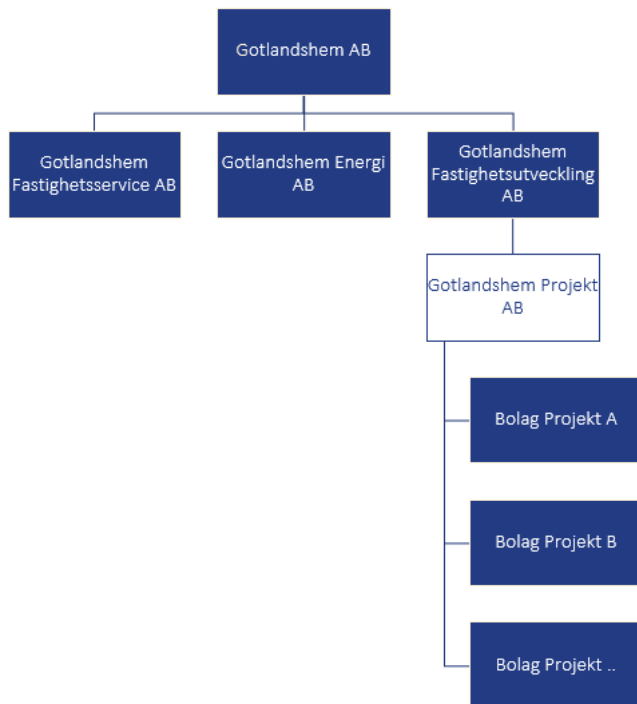 Gotlandshem AB
Gotlandshem
Fastighetsservice AB
Gotlandshem Energi
AB
Gotlandshem
Fastighetsutveckling
AB
Gotlandshem Projekt
AB
Bolag Projekt A
Bolag Projekt B
Bolag Projekt ..